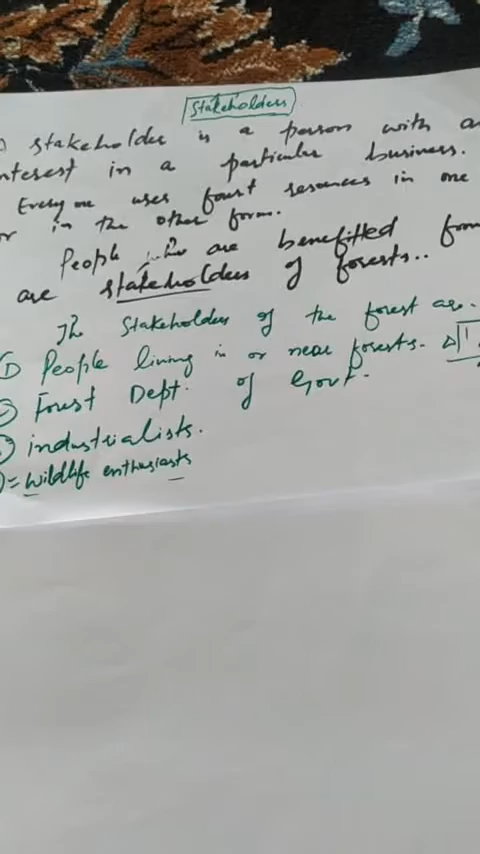 Stakeholders
stakeholder is a person with a
nterest in a particular business.
Every one uses forest resources in one
or in the other form.
People who are benefitted from
are stakeholders of forests..
The Stakeholders of the forest are.
① People living in or near forests.
Forest Dept. of Govt.
industrialists.
= wildlife enthusiasts